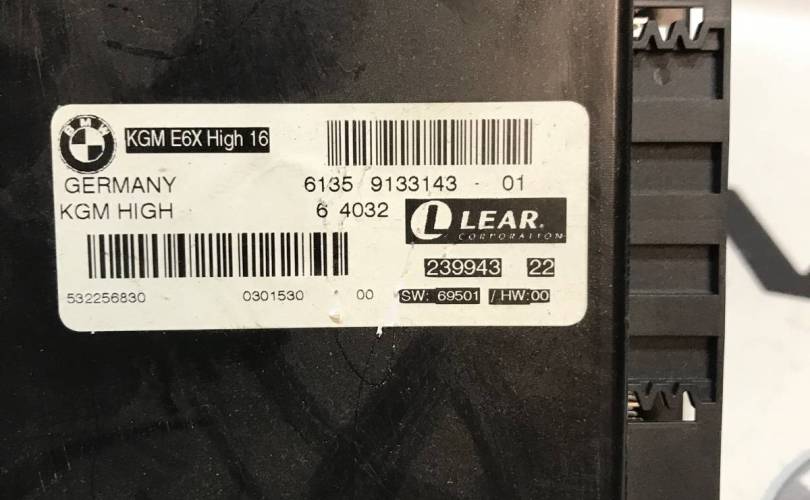 BMW KGM E6X High 16
GERMANY 6135 9133143 - 01
KGM HIGH 6 4032 L LEAR®
CORPORATION
239943 22
532256830 0301530 00 SW: 69501 / HW:00